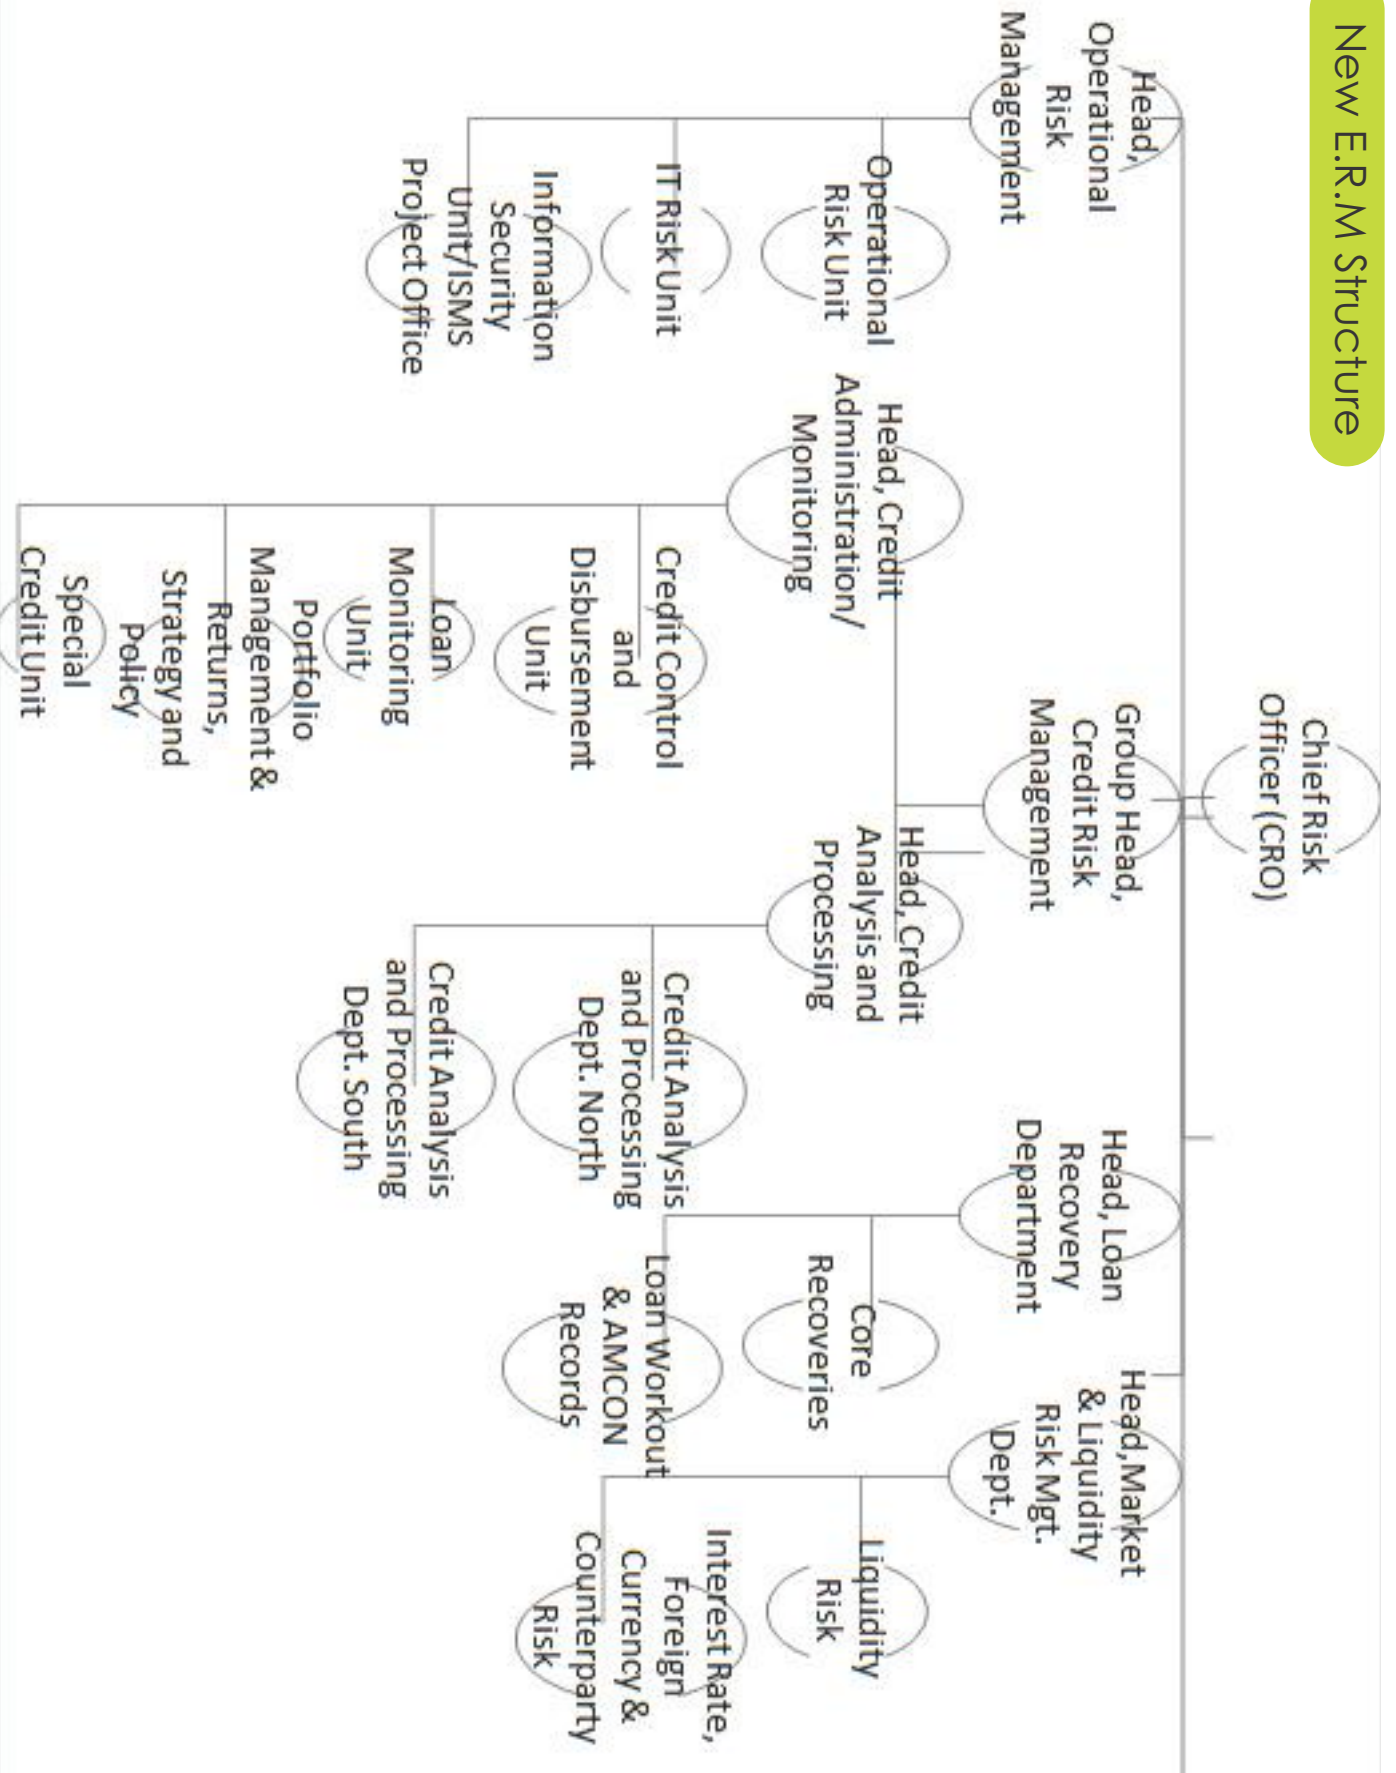 New E.R.M Structure
Chief Risk
Officer (CRO)
Head,
Operational
Risk
Management
Operational
Risk Unit
IT Risk Unit
Information
Security
Unit/ISMS
Project Office
Group Head,
Credit Risk
Management
Head, Credit
Administration/
Monitoring
Credit Control
and
Disbursement
Unit
Loan
Monitoring
Unit
Portfolio
Management &
Returns,
Strategy and
Policy
Special
Credit Unit
Head, Credit
Analysis and
Processing
Credit Analysis
and Processing
Dept. North
Credit Analysis
and Processing
Dept. South
Head, Loan
Recovery
Department
Core
Recoveries
Loan Workout
& AMCON
Records
Head, Market
& Liquidity
Risk Mgt.
Dept.
Liquidity
Risk
Interest Rate,
Foreign
Currency &
Counterparty
Risk